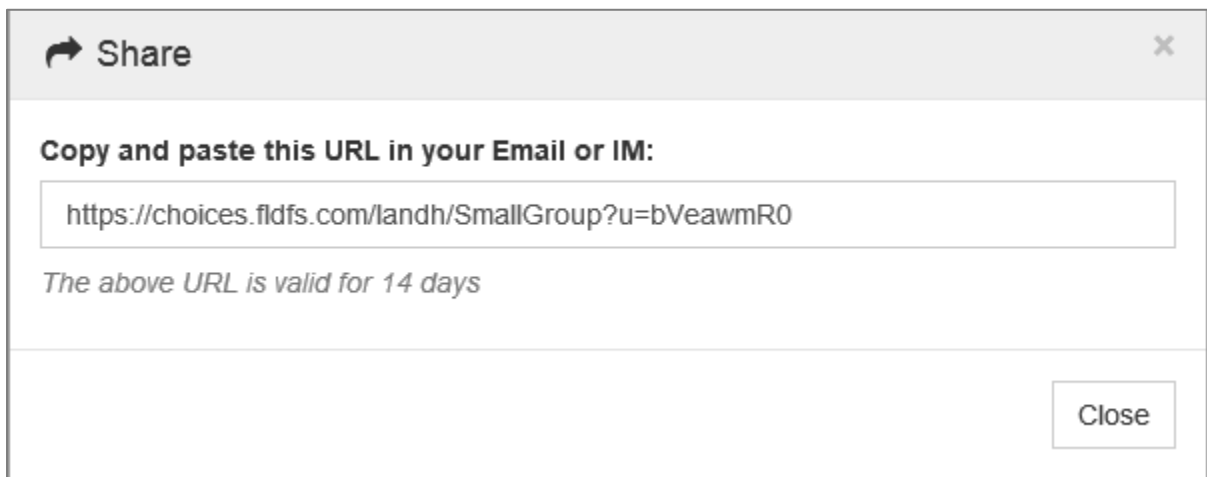 Share
Copy and paste this URL in your Email or IM:
https://choices.fldfs.com/landh/SmallGroup?u=bVeawmR0
The above URL is valid for 14 days
Close